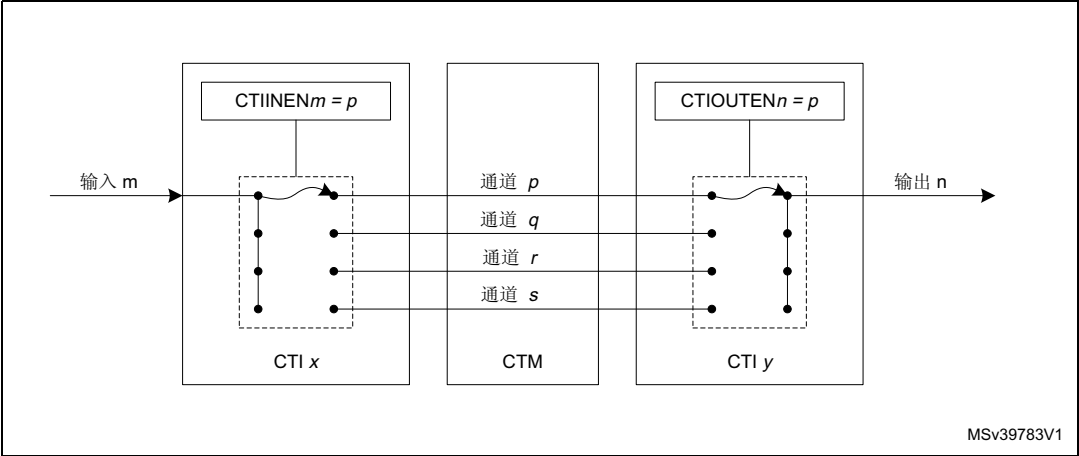 CTIINENm = p
CTIOUTENn = p
输入 m
通道 p
输出 n
通道 q
通道 r
通道 s
CTI x
CTM
CTI y
MSv39783V1